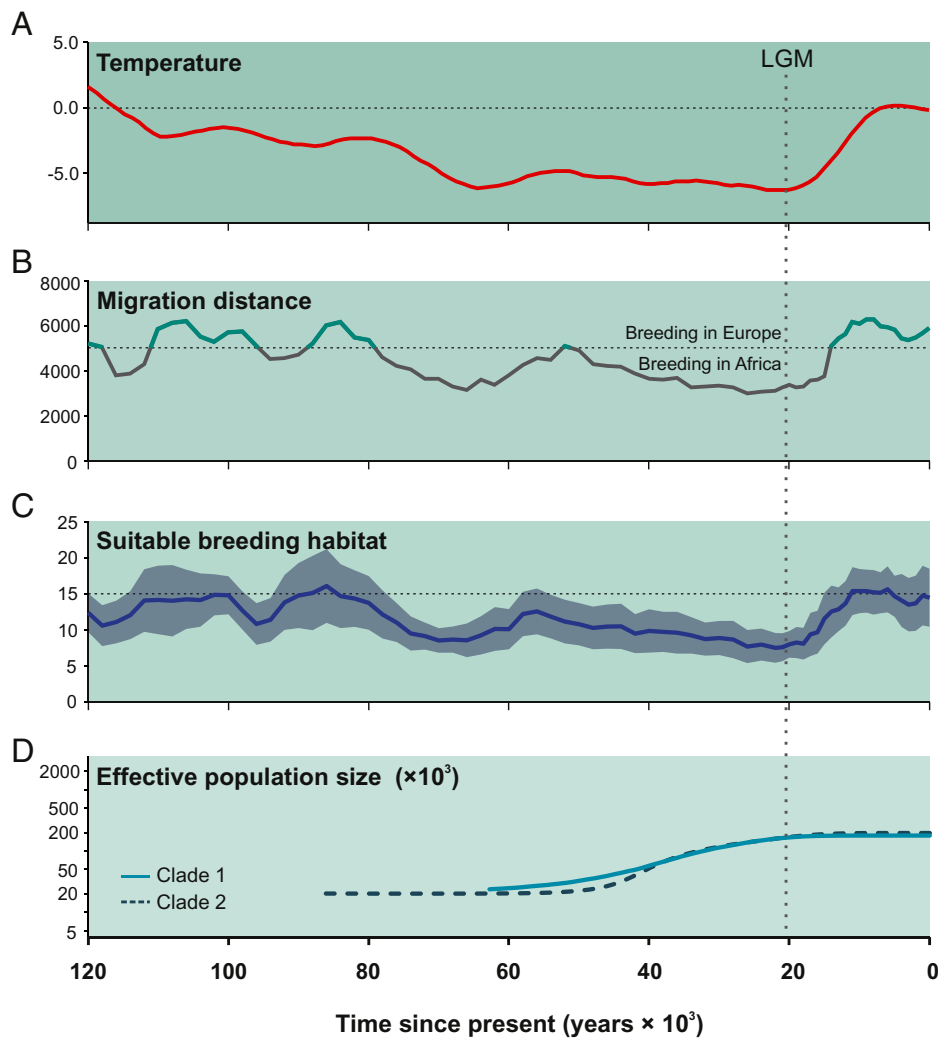 A
Temperature
LGM
5.0
0.0
-5.0
B
Migration distance
8000
6000
4000
2000
0
Breeding in Europe
Breeding in Africa
C
Suitable breeding habitat
25
20
15
10
5
0
D
Effective population size (×10³)
2000
500
200
50
20
5
Clade 1
Clade 2
120 100 80 60 40 20 0
Time since present (years × 10³)